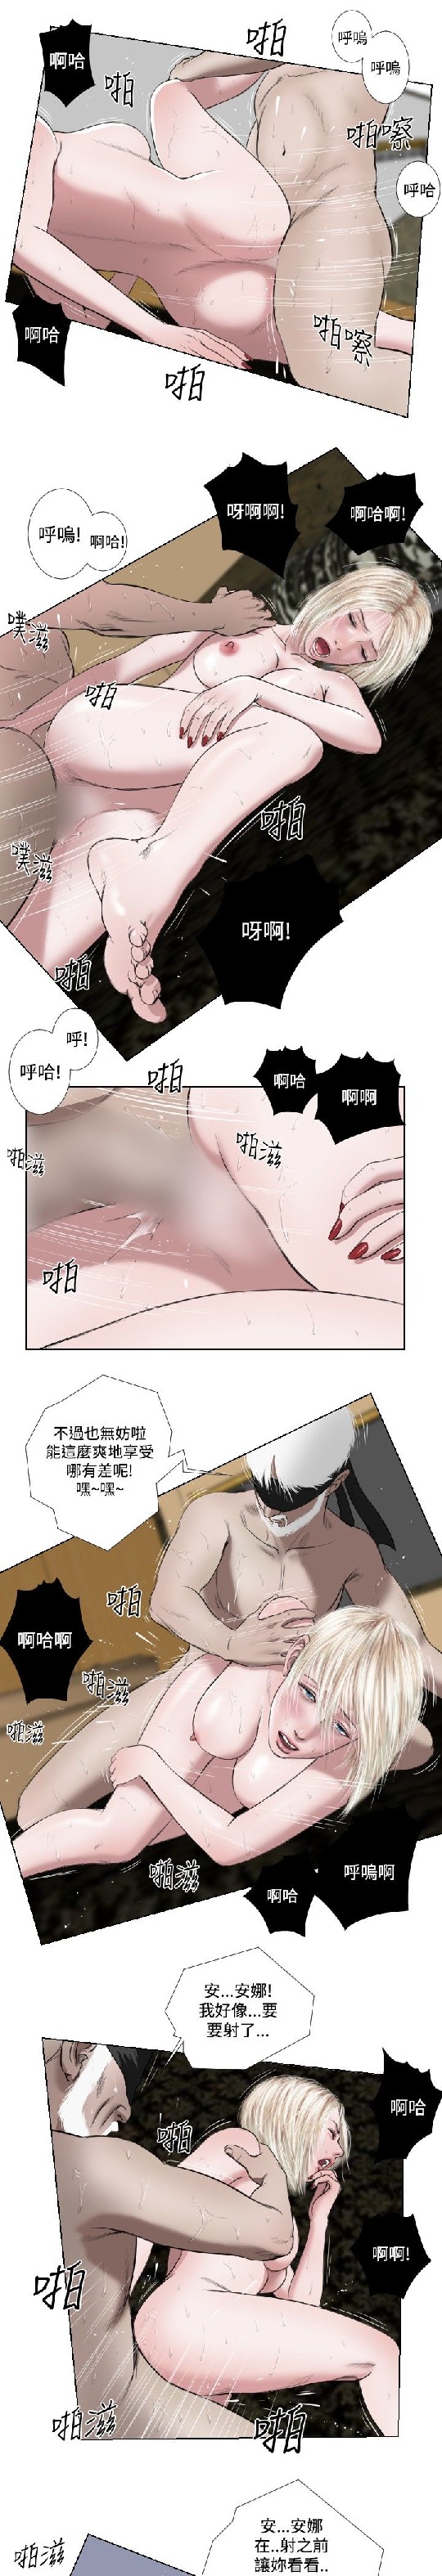 啪
呼嗚
呼嗚
啊哈
啪
啪嚓
呼哈
啊哈
啪嚓
啪
呀啊啊!
啊哈啊!
呼嗚!
啊哈!
噗滋
啪
啪
噗滋
呀啊!
啪
呼!
呼哈!
啪
啊哈
啊啊
啪滋
啪滋
啪
不過也無妨啦
能這麼爽地享受
哪有差呢!
嘿~嘿~
啪
啊哈啊
啪滋
啪滋
啪滋
呼嗚啊
啊哈
安...安娜!
我好像...要
要射了...
啊哈
啪
啊啊!
啪
啪滋
啪
安...安娜
在..射之前
讓妳看看..
啪滋